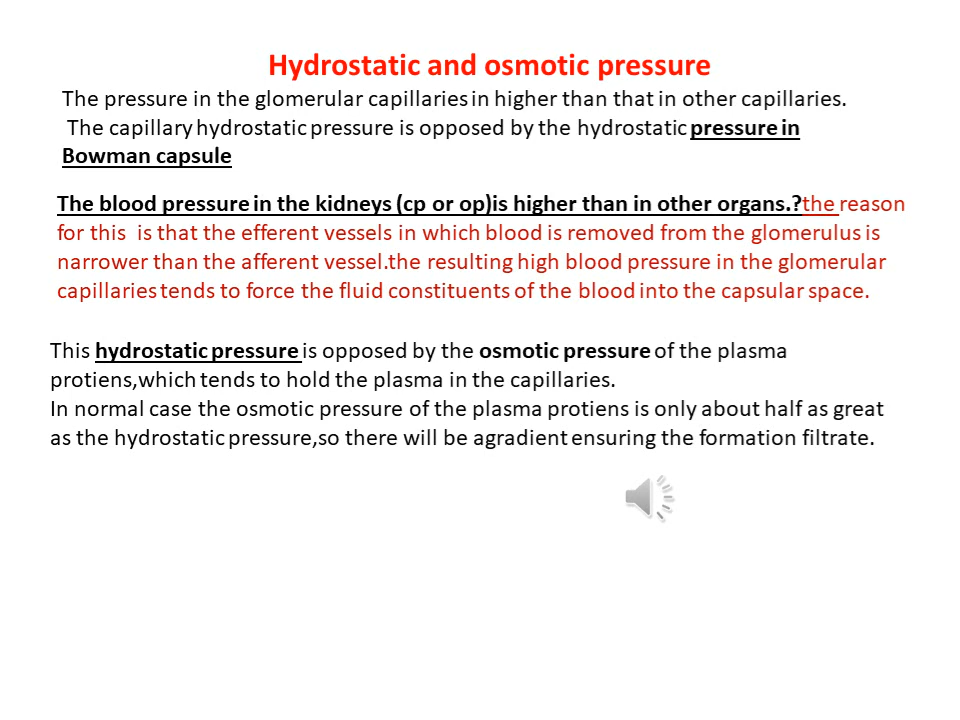 Hydrostatic and osmotic pressure
The pressure in the glomerular capillaries in higher than that in other capillaries.
The capillary hydrostatic pressure is opposed by the hydrostatic pressure in
Bowman capsule
The blood pressure in the kidneys (cp or op)is higher than in other organs.?the reason
for this is that the efferent vessels in which blood is removed from the glomerulus is
narrower than the afferent vessel.the resulting high blood pressure in the glomerular
capillaries tends to force the fluid constituents of the blood into the capsular space.
This hydrostatic pressure is opposed by the osmotic pressure of the plasma
protiens,which tends to hold the plasma in the capillaries.
In normal case the osmotic pressure of the plasma protiens is only about half as great
as the hydrostatic pressure,so there will be agradient ensuring the formation filtrate.